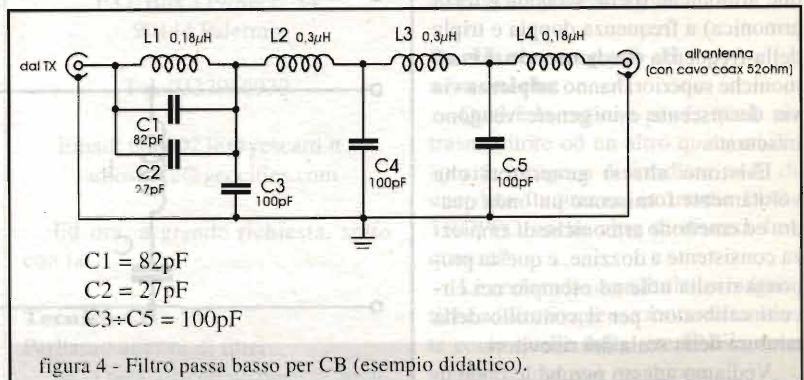 L1 0,18µH
L2 0,3µH
L3 0,3µH
L4 0,18µH
dal TX
all'antenna
(con cavo coax 52ohm)
C1
82pF
C2
27pF
C3
100pF
C4
100pF
C5
100pF
C1 = 82pF
C2 = 27pF
C3÷C5 = 100pF
figura 4 - Filtro passa basso per CB (esempio didattico).